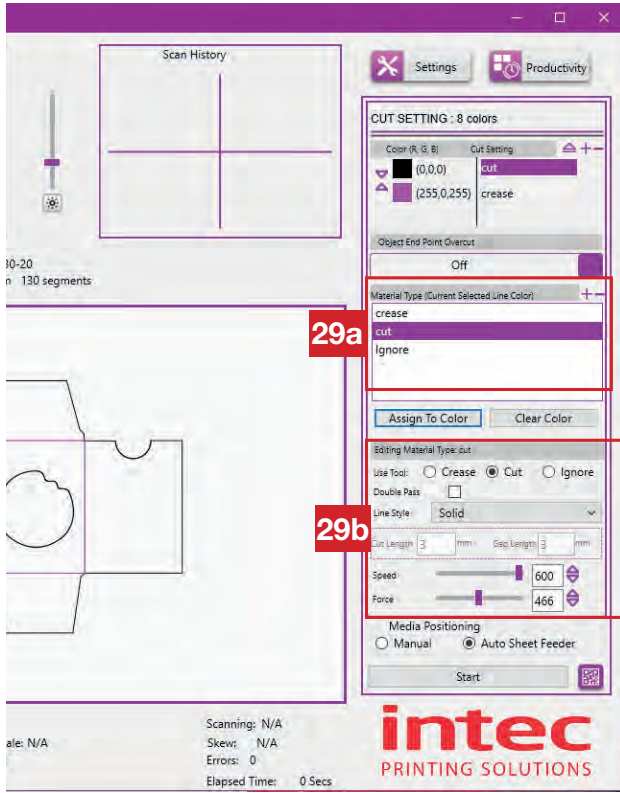 Scan History
Settings
Productivity
CUT SETTING : 8 colors
Color (R, G, B) Cut Setting
(0,0,0) cut
(255,0,255) crease
Object End Point Overcut
Off
30-20
130 segments
Material Type (Current Selected Line Color)
29a
crease
cut
Ignore
Assign To Color Clear Color
Editing Material Type: cut
Use Tool: Crease Cut Ignore
Double Pass
29b
Line Style Solid
Cut Length 3 mm Gap Length 3 mm
Speed 600
Force 466
Media Positioning
Manual Auto Sheet Feeder
Start
ale: N/A
Scanning: N/A
Skew: N/A
Errors: 0
Elapsed Time: 0 Secs
intec
PRINTING SOLUTIONS